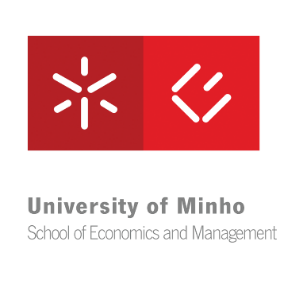 University of Minho
School of Economics and Management